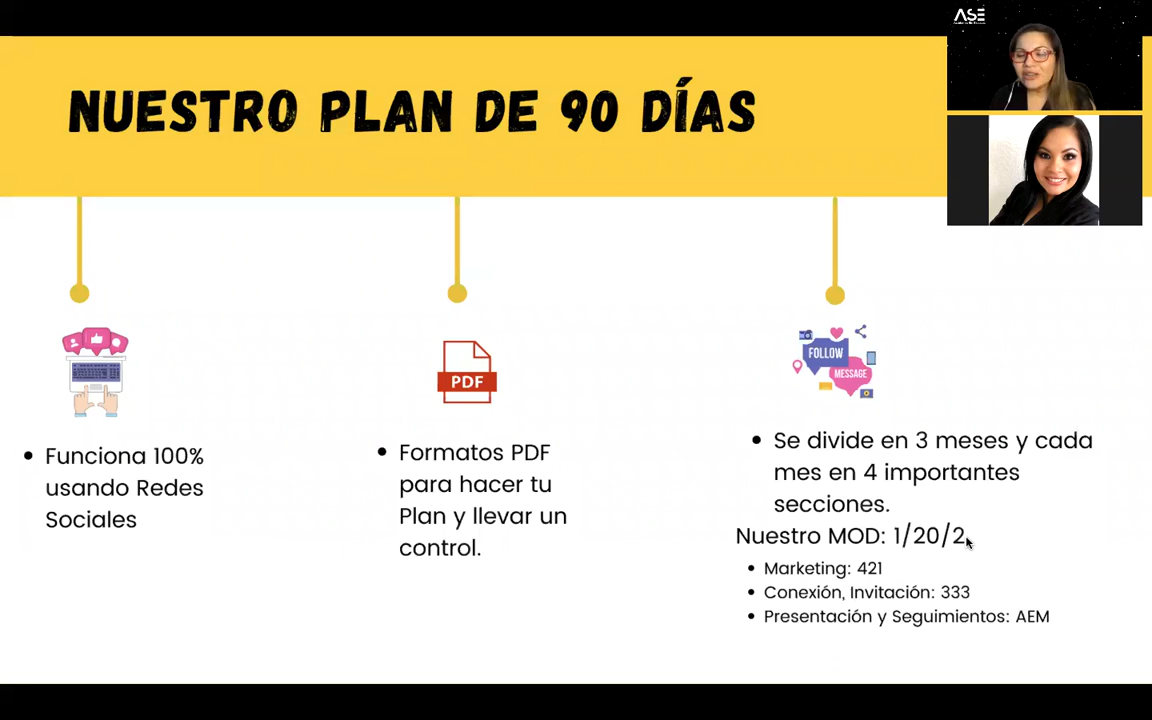 ASE
NUESTRO PLAN DE 90 DÍAS
• Funciona 100%
usando Redes
Sociales
PDF
• Formatos PDF
para hacer tu
Plan y llevar un
control.
FOLLOW
MESSAGE
• Se divide en 3 meses y cada
mes en 4 importantes
secciones.
Nuestro MOD: 1/20/2
• Marketing: 421
• Conexión, Invitación: 333
• Presentación y Seguimientos: AEM